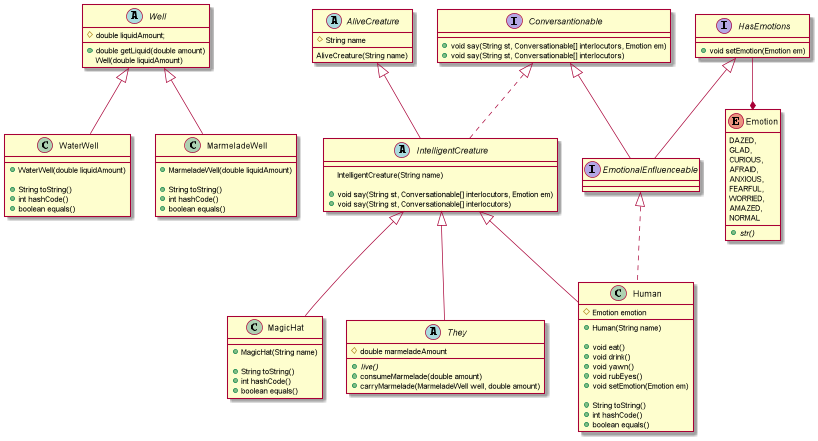 A Well
double liquidAmount;
double getLiquid(double amount)
Well(double liquidAmount)
A AliveCreature
String name
AliveCreature(String name)
I Conversantionable
void say(String st, Conversationable[] interlocutors, Emotion em)
void say(String st, Conversationable[] interlocutors)
I HasEmotions
void setEmotion(Emotion em)
C WaterWell
WaterWell(double liquidAmount)
String toString()
int hashCode()
boolean equals()
C MarmeladeWell
MarmeladeWell(double liquidAmount)
String toString()
int hashCode()
boolean equals()
A IntelligentCreature
IntelligentCreature(String name)
void say(String st, Conversationable[] interlocutors, Emotion em)
void say(String st, Conversationable[] interlocutors)
I EmotionalEnfluenceable
E Emotion
DAZED,
GLAD,
CURIOUS,
AFRAID,
ANXIOUS,
FEARFUL,
WORRIED,
AMAZED,
NORMAL
str()
C MagicHat
MagicHat(String name)
String toString()
int hashCode()
boolean equals()
A They
double marmeladeAmount
live()
consumeMarmelade(double amount)
carryMarmelade(MarmeladeWell well, double amount)
C Human
Emotion emotion
Human(String name)
void eat()
void drink()
void yawn()
void rubEyes()
void setEmotion(Emotion em)
String toString()
int hashCode()
boolean equals()